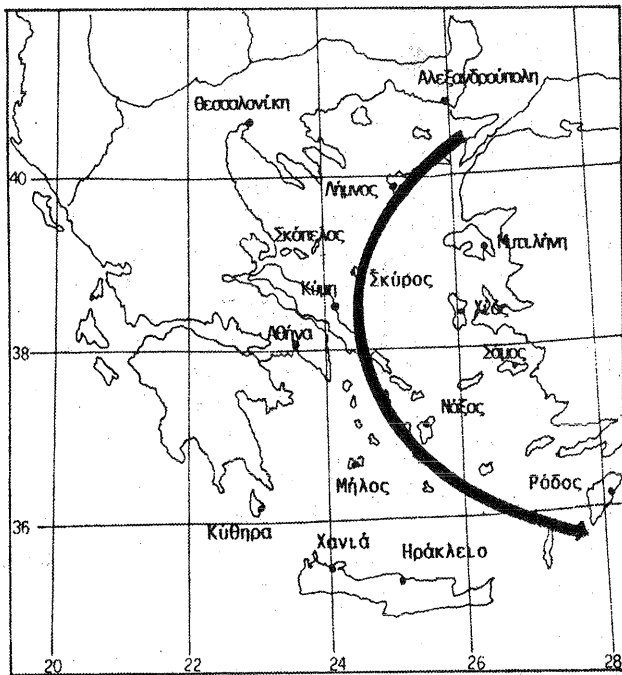 Αλεξανδρούπολη
Θεσσαλονίκη
40
Λήμνος
Μυτιλήνη
Σκόπελος
Σκύρος
Κύμη
Χίος
Αθήνα
38
Σάμος
Νάξος
Μήλος
Ρόδος
36
Κύθηρα
Χανιά
Ηράκλειο
20
22
24
26
28